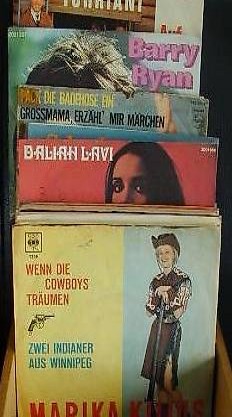 TORRIANI
Auf
Barry
Ryan
PACK DIE BADEHOSE EIN
GROSSMAMA, ERZÄHL' MIR MÄRCHEN
DALIAH LAVI
CBS
WENN DIE
COWBOYS
TRÄUMEN
ZWEI INDIANER
AUS WINNIPEG
MARIKA